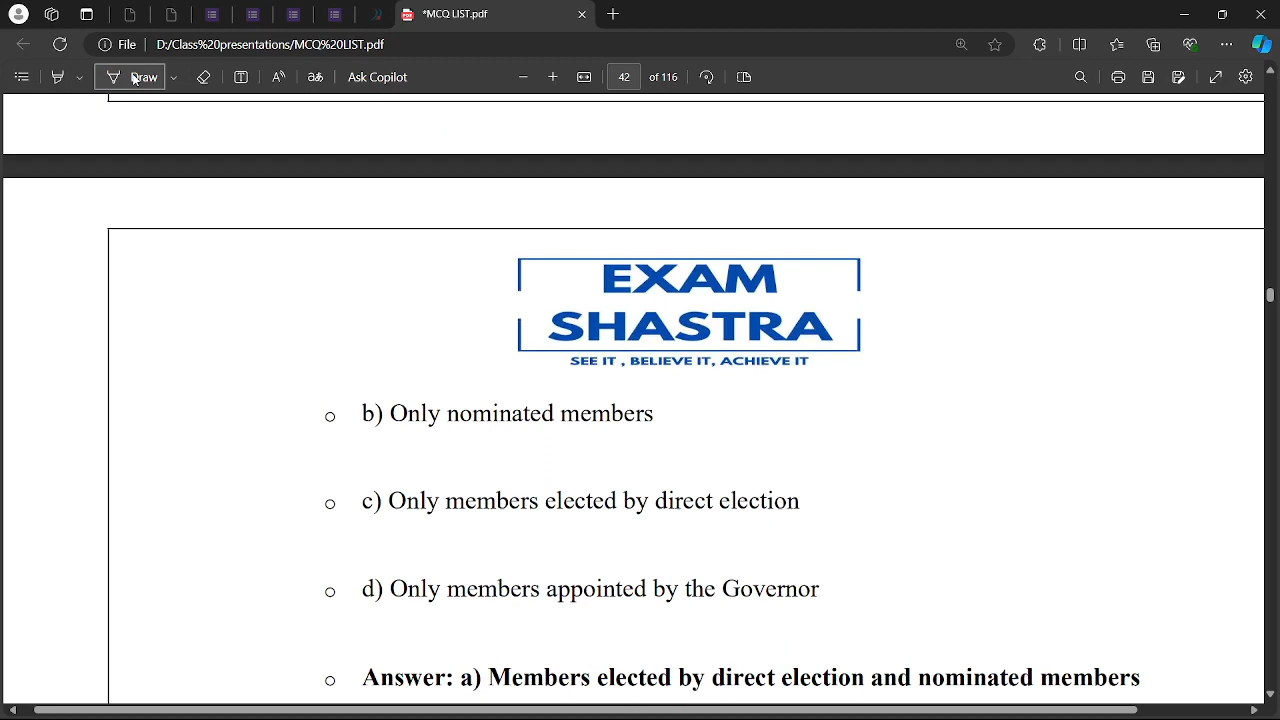 *MCQ LIST.pdf
File
D:/Class%20presentations/MCQ%20LIST.pdf
Draw
Ask Copilot
42 of 116
EXAM
SHASTRA
SEE IT , BELIEVE IT, ACHIEVE IT
b) Only nominated members
c) Only members elected by direct election
d) Only members appointed by the Governor
Answer: a) Members elected by direct election and nominated members